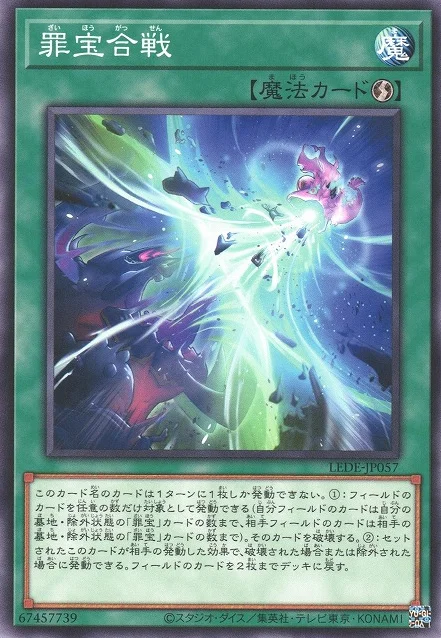 罪宝合戦
魔
【魔法カード】
LEDE-JP057
このカード名のカードは１ターンに１枚しか発動できない。①：フィールドの
カードを任意の数だけ対象として発動できる(自分フィールドのカードは自分の
墓地・除外状態の「罪宝」カードの数まで、相手フィールドのカードは相手の
墓地・除外状態の「罪宝」カードの数まで)。そのカードを破壊する。②：セット
されたこのカードが相手の発動した効果で、破壊された場合または除外された
場合に発動できる。フィールドのカードを２枚までデッキに戻す。
67457739
©スタジオ・ダイス／集英社・テレビ東京・KONAMI